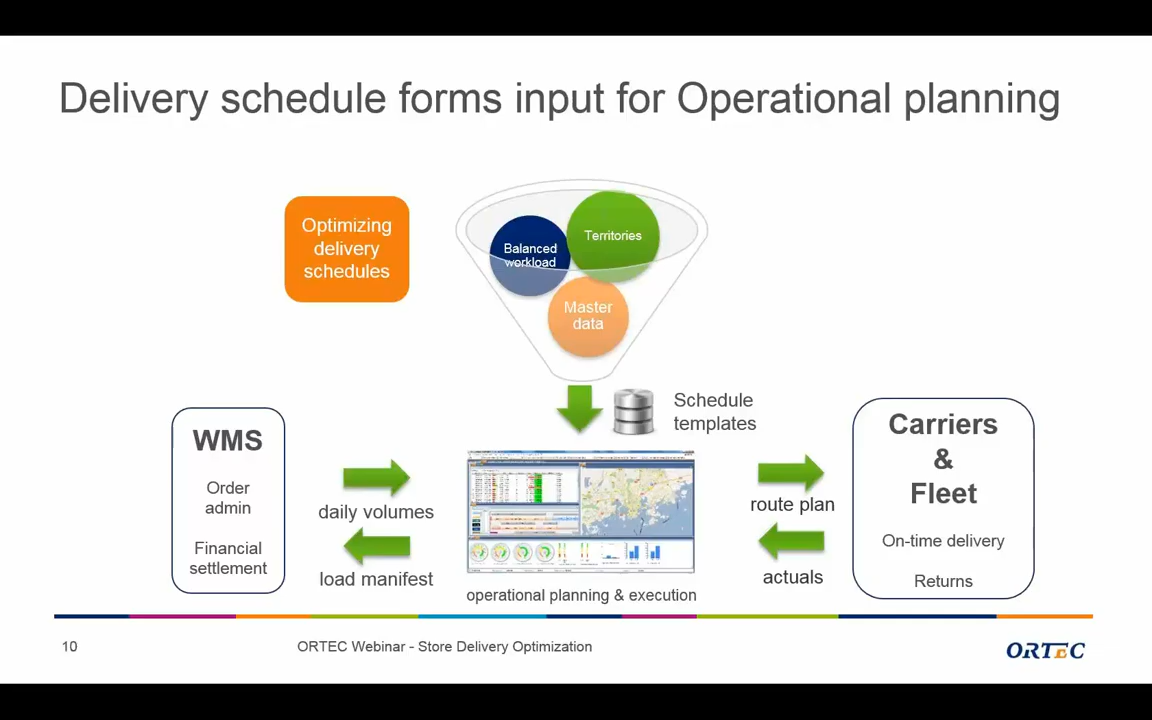 Delivery schedule forms input for Operational planning
Optimizing
delivery
schedules
Balanced
workload
Territories
Master
data
Schedule
templates
WMS
Order
admin
Financial
settlement
daily volumes
load manifest
operational planning & execution
route plan
actuals
Carriers
&
Fleet
On-time delivery
Returns
10
ORTEC Webinar - Store Delivery Optimization
ORTEC